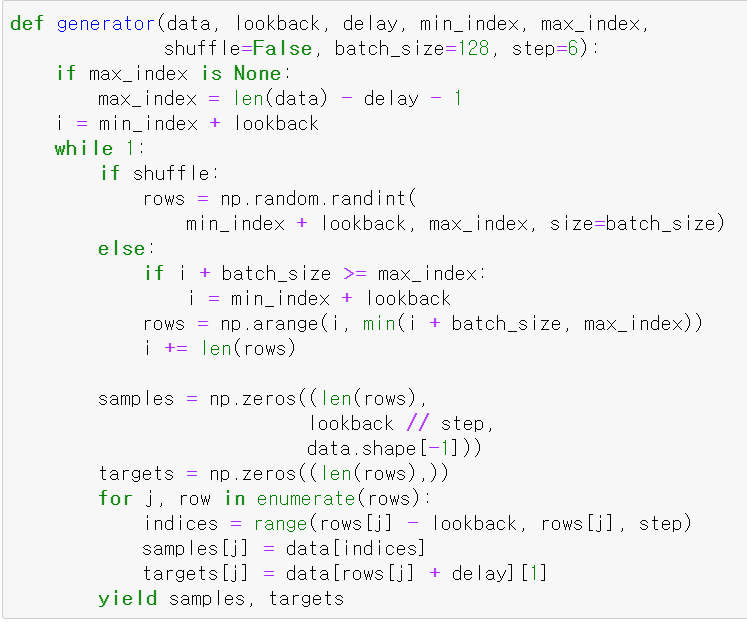 def generator(data, lookback, delay, min_index, max_index,
              shuffle=False, batch_size=128, step=6):
    if max_index is None:
        max_index = len(data) - delay - 1
    i = min_index + lookback
    while 1:
        if shuffle:
            rows = np.random.randint(
                min_index + lookback, max_index, size=batch_size)
        else:
            if i + batch_size >= max_index:
                i = min_index + lookback
            rows = np.arange(i, min(i + batch_size, max_index))
            i += len(rows)

        samples = np.zeros((len(rows),
                           lookback // step,
                           data.shape[-1]))
        targets = np.zeros((len(rows),))
        for j, row in enumerate(rows):
            indices = range(rows[j] - lookback, rows[j], step)
            samples[j] = data[indices]
            targets[j] = data[rows[j] + delay][1]
        yield samples, targets